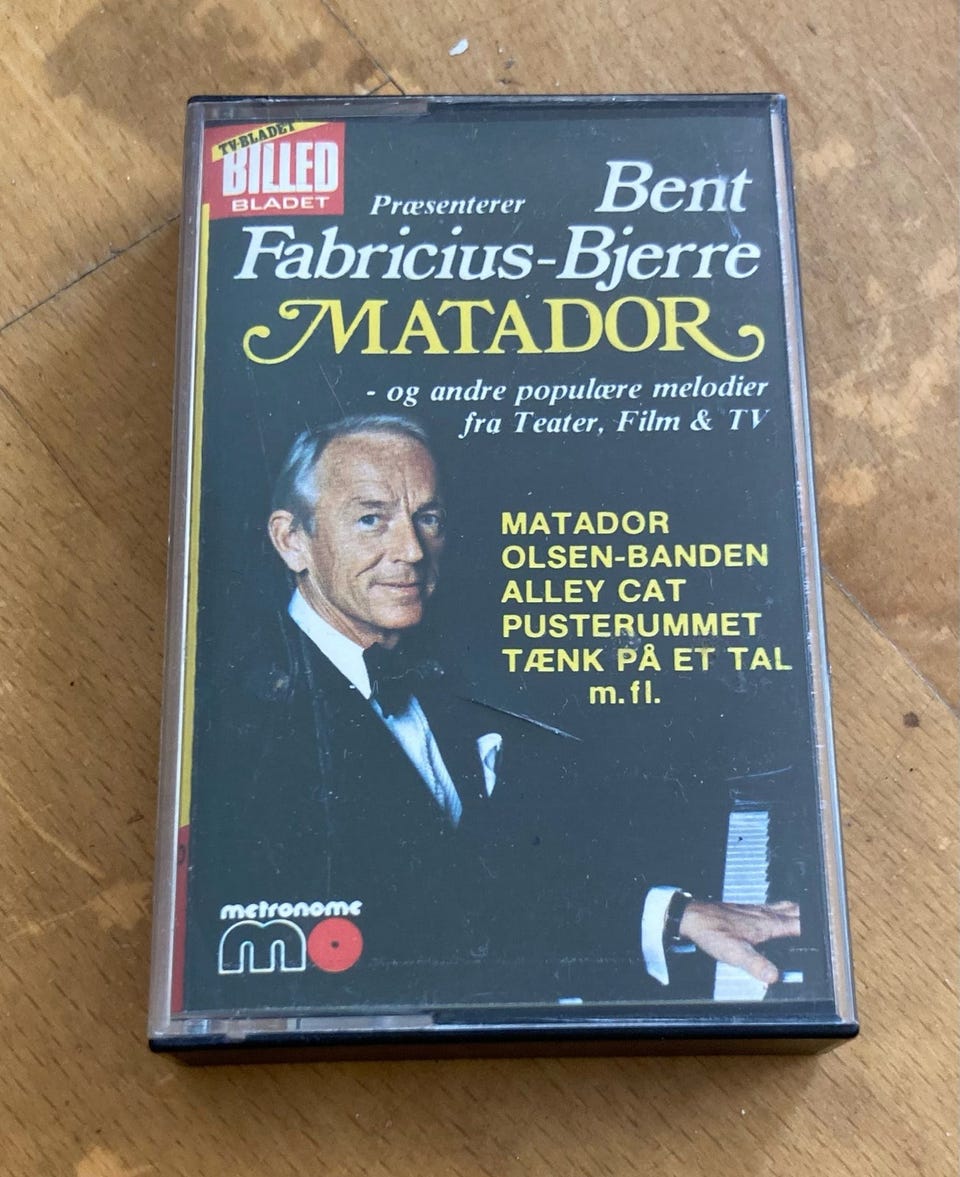 TV-BLADET
BILLED
BLADET
Præsenterer Bent
Fabricius-Bjerre
MATADOR
- og andre populære melodier
fra Teater, Film & TV
MATADOR
OLSEN-BANDEN
ALLEY CAT
PUSTERUMMET
TÆNK PÅ ET TAL
m.fl.
metronome
mo